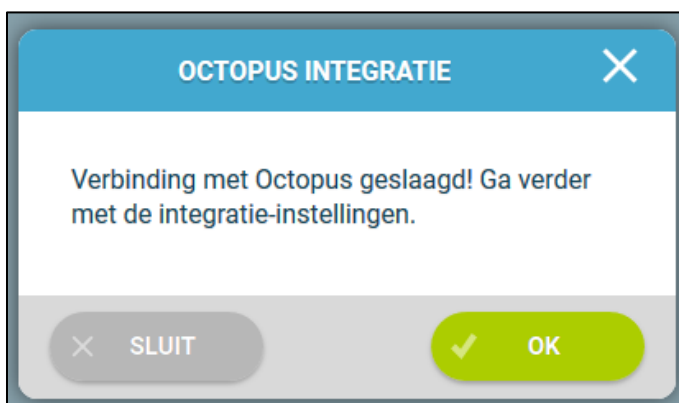 OCTOPUS INTEGRATIE
Verbinding met Octopus geslaagd! Ga verder
met de integratie-instellingen.
SLUIT
OK